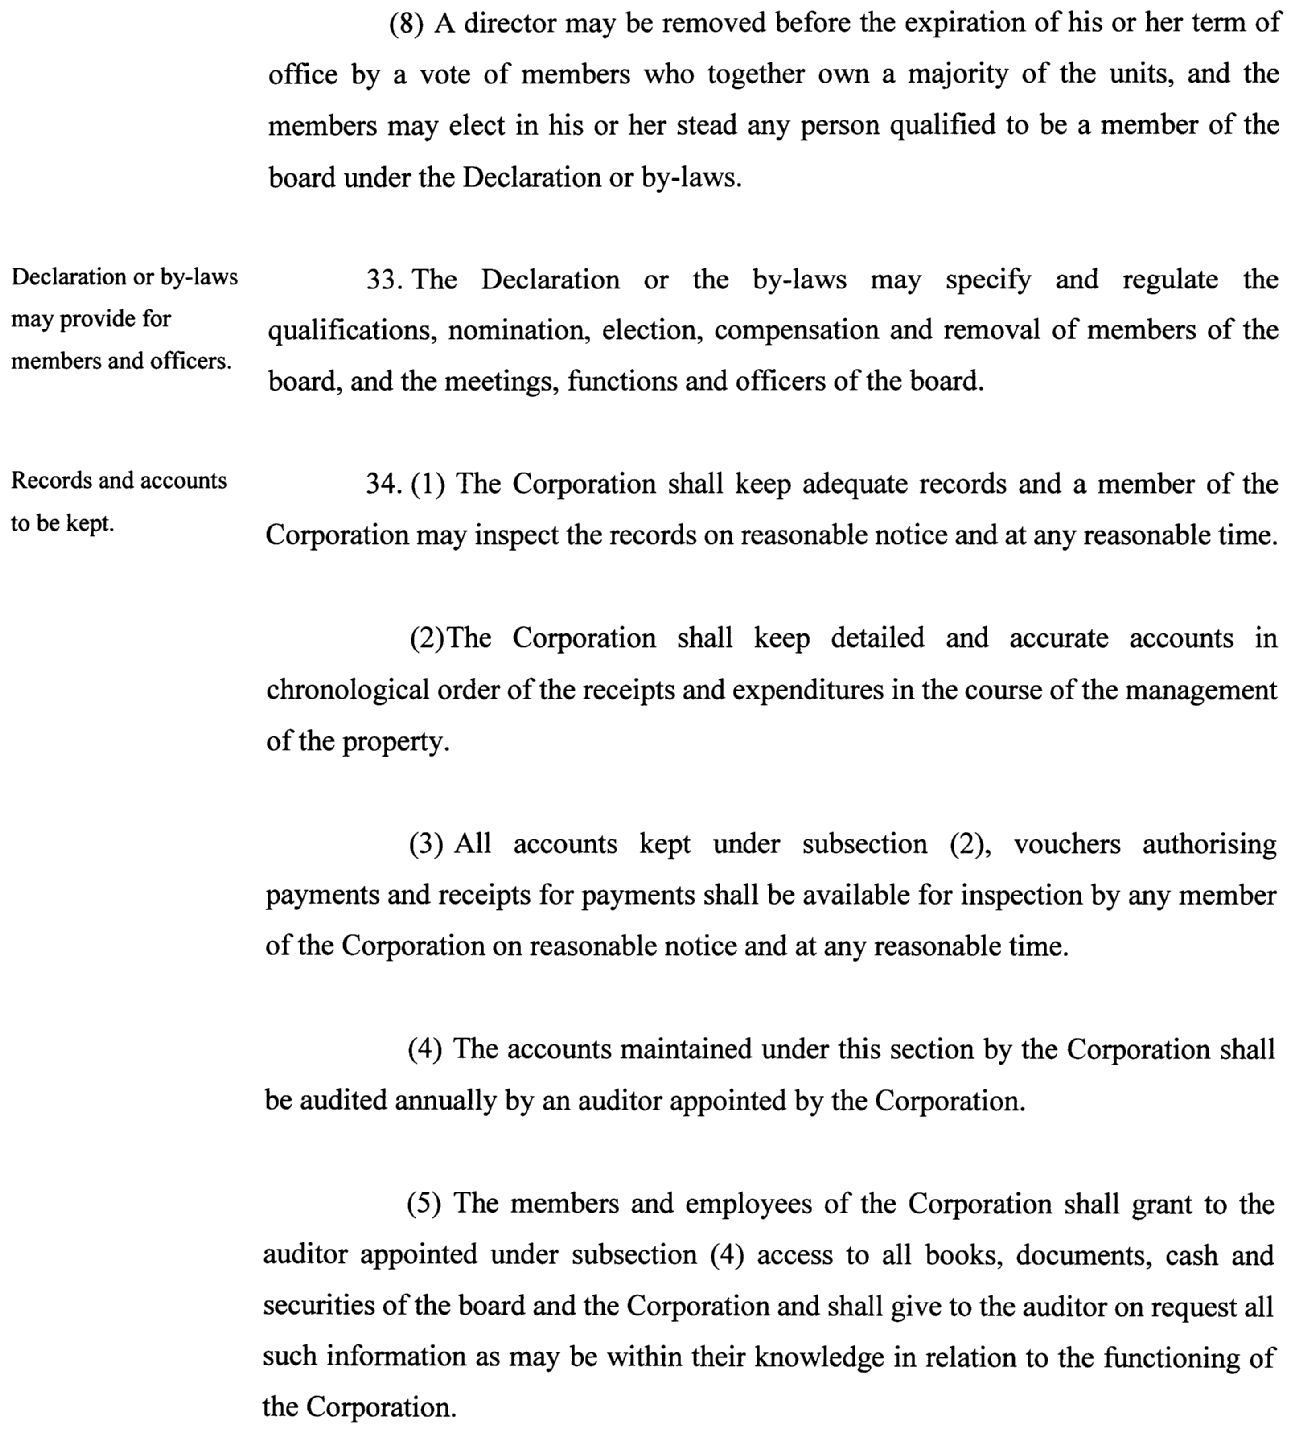 (8) A director may be removed before the expiration of his or her term of
office by a vote of members who together own a majority of the units, and the
members may elect in his or her stead any person qualified to be a member of the
board under the Declaration or by-laws.
Declaration or by-laws
may provide for
members and officers.
33. The Declaration or the by-laws may specify and regulate the
qualifications, nomination, election, compensation and removal of members of the
board, and the meetings, functions and officers of the board.
Records and accounts
to be kept.
34. (1) The Corporation shall keep adequate records and a member of the
Corporation may inspect the records on reasonable notice and at any reasonable time.
(2)The Corporation shall keep detailed and accurate accounts in
chronological order of the receipts and expenditures in the course of the management
of the property.
(3) All accounts kept under subsection (2), vouchers authorising
payments and receipts for payments shall be available for inspection by any member
of the Corporation on reasonable notice and at any reasonable time.
(4) The accounts maintained under this section by the Corporation shall
be audited annually by an auditor appointed by the Corporation.
(5) The members and employees of the Corporation shall grant to the
auditor appointed under subsection (4) access to all books, documents, cash and
securities of the board and the Corporation and shall give to the auditor on request all
such information as may be within their knowledge in relation to the functioning of
the Corporation.